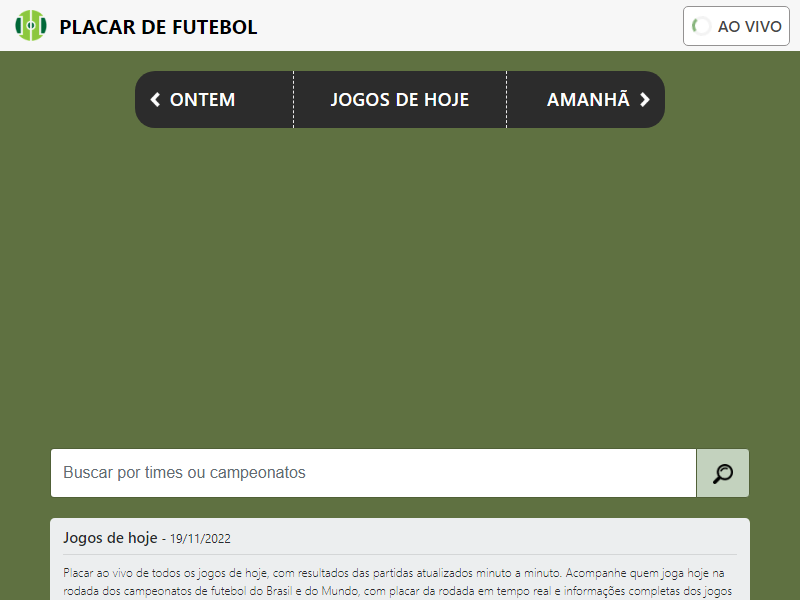 PLACAR DE FUTEBOL
AO VIVO
ONTEM
JOGOS DE HOJE
AMANHÃ
Buscar por times ou campeonatos
Jogos de hoje - 19/11/2022
Placar ao vivo de todos os jogos de hoje, com resultados das partidas atualizados minuto a minuto. Acompanhe quem joga hoje na
rodada dos campeonatos de futebol do Brasil e do Mundo, com placar da rodada em tempo real e informações completas dos jogos